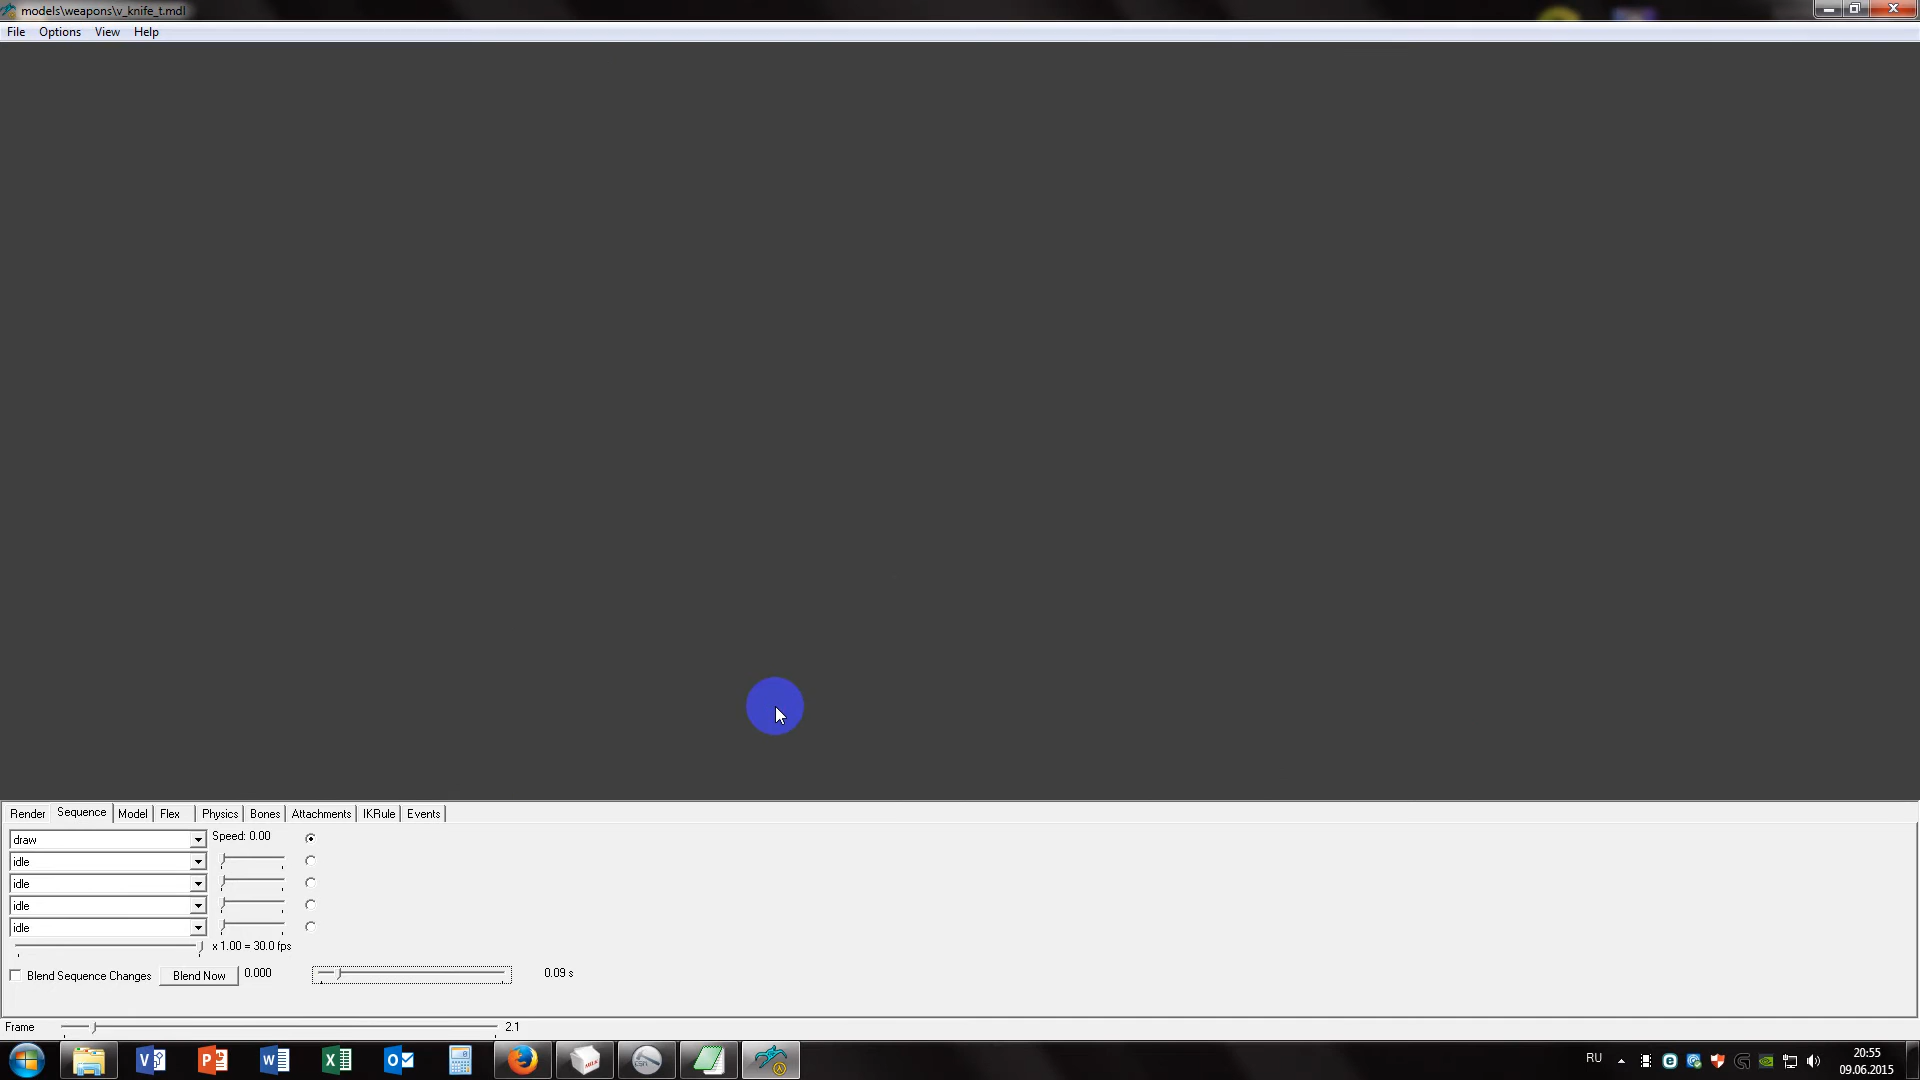 models\weapons\v_knife_t.mdl
File Options View Help
Render Sequence Model Flex Physics Bones Attachments IKRule Events
draw Speed: 0.00
idle
idle
idle
idle
x 1.00 = 30.0 fps
Blend Sequence Changes Blend Now 0.000 0.09 s
Frame 2.1
RU 20:55
09.06.2015